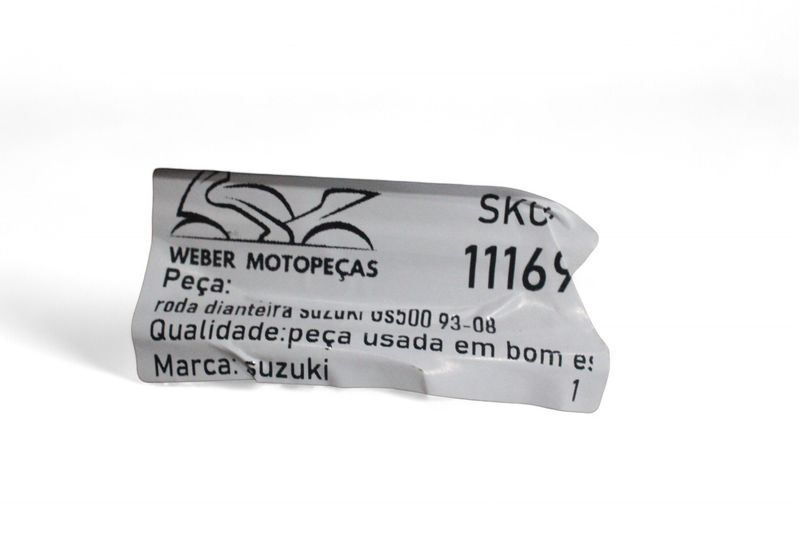 SKU
WEBER MOTOPEÇAS
11169
Peça:
roda dianteira suzuki GS500 93-08
Qualidade:peça usada em bom es
Marca: suzuki
1